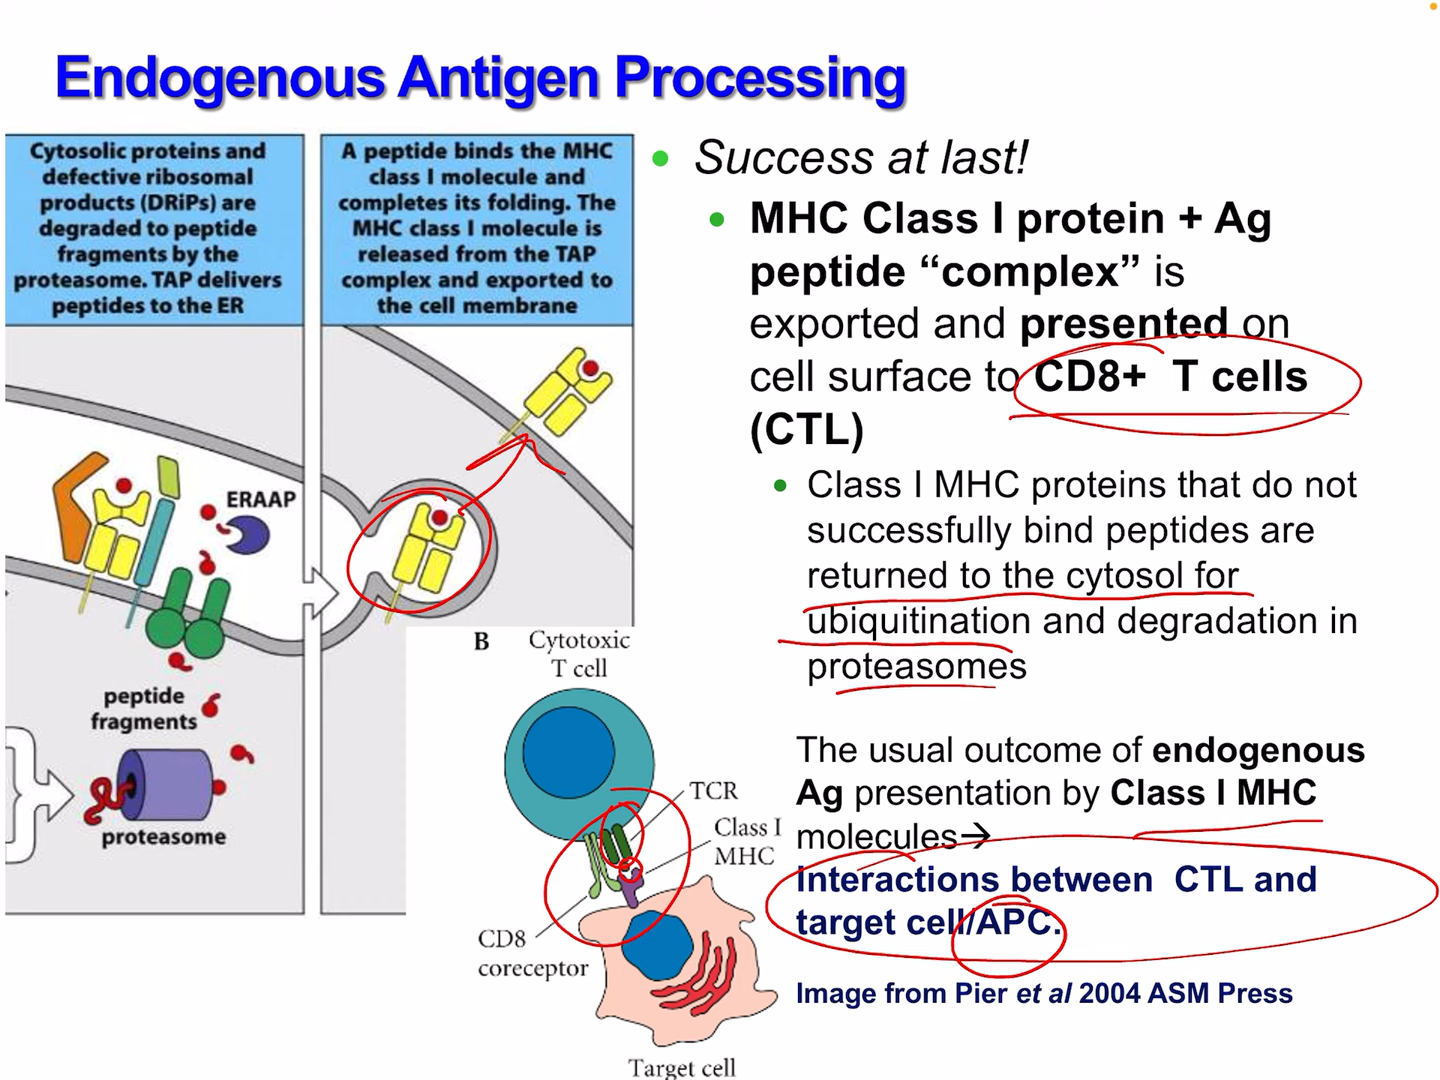 Endogenous Antigen Processing
Cytosolic proteins and
defective ribosomal
products (DRiPs) are
degraded to peptide
fragments by the
proteasome. TAP delivers
peptides to the ER
A peptide binds the MHC
class I molecule and
completes its folding. The
MHC class I molecule is
released from the TAP
complex and exported to
the cell membrane
ERAAP
peptide
fragments
proteasome
B
Cytotoxic
T cell
TCR
Class I
MHC
CD8
coreceptor
Target cell
• Success at last!
• MHC Class I protein + Ag
peptide “complex” is
exported and presented on
cell surface to CD8+ T cells
(CTL)
• Class I MHC proteins that do not
successfully bind peptides are
returned to the cytosol for
ubiquitination and degradation in
proteasomes
The usual outcome of endogenous
Ag presentation by Class I MHC
molecules→
Interactions between CTL and
target cell/APC.
Image from Pier et al 2004 ASM Press